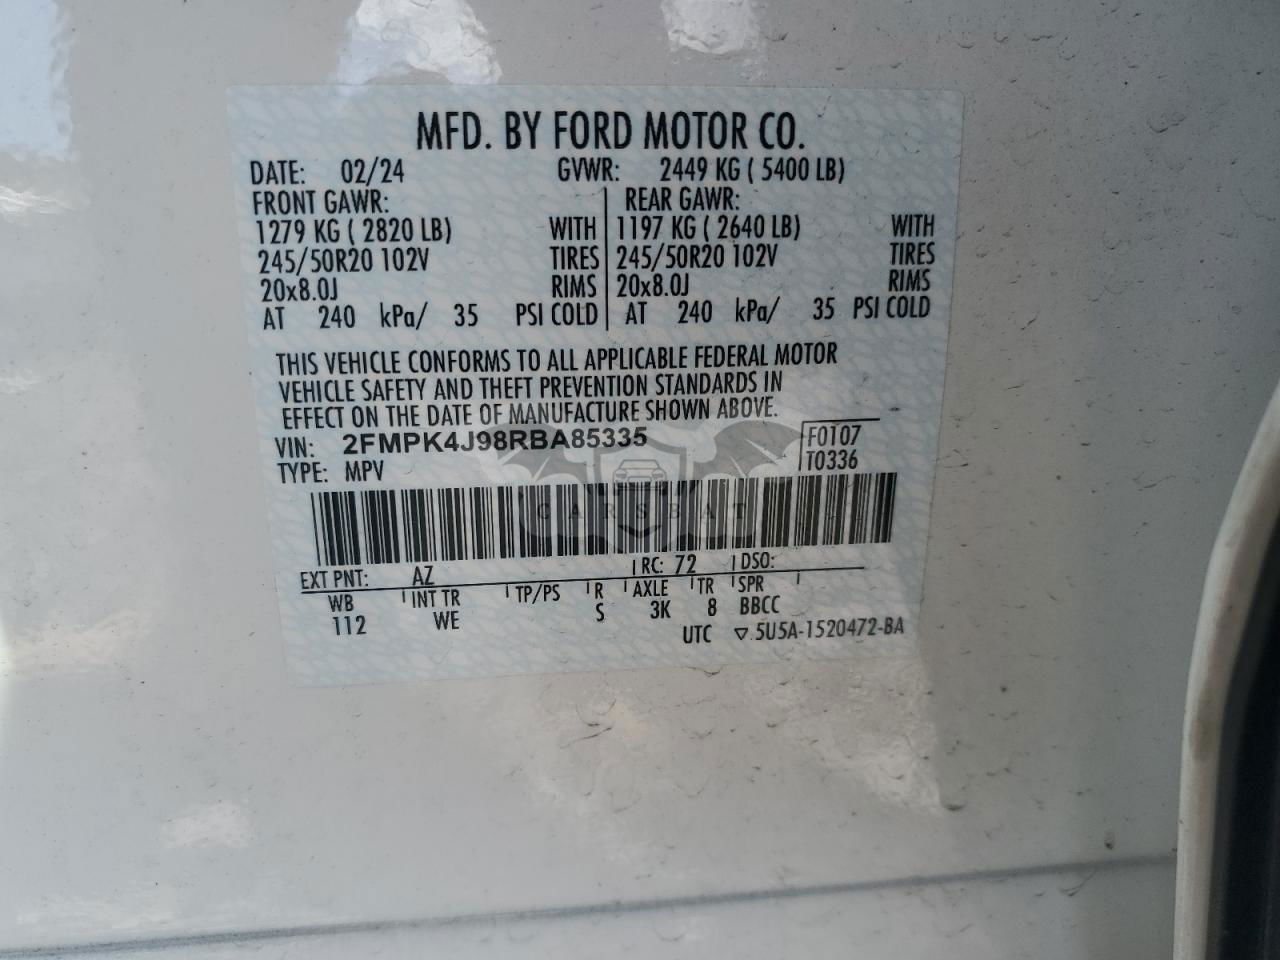 MFD. BY FORD MOTOR CO.
DATE: 02/24 GVWR: 2449 KG ( 5400 LB)
FRONT GAWR: REAR GAWR:
1279 KG ( 2820 LB) WITH 1197 KG ( 2640 LB) WITH
245/50R20 102V TIRES 245/50R20 102V TIRES
20x8.0J RIMS 20x8.0J RIMS
AT 240 kPa/ 35 PSI COLD AT 240 kPa/ 35 PSI COLD
THIS VEHICLE CONFORMS TO ALL APPLICABLE FEDERAL MOTOR
VEHICLE SAFETY AND THEFT PREVENTION STANDARDS IN
EFFECT ON THE DATE OF MANUFACTURE SHOWN ABOVE.
VIN: 2FMPK4J98RBA85335 F0107
TYPE: MPV T0336
CARSBAT
EXT PNT: AZ RC: 72 DSO:
WB INT TR TP/PS R AXLE TR SPR
112 WE S 3K 8 BBCC
UTC ▽ 5U5A-1520472-BA